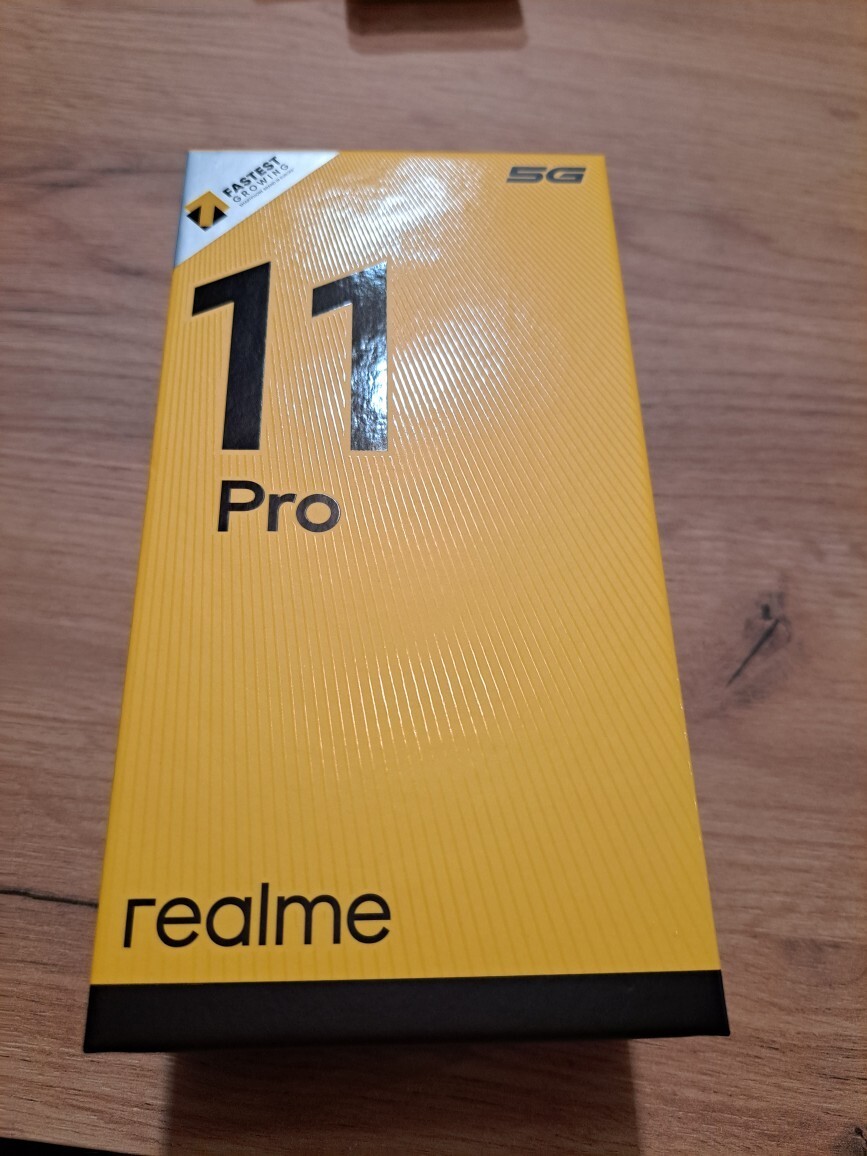 FASTEST
GROWING
5G
11
Pro
realme